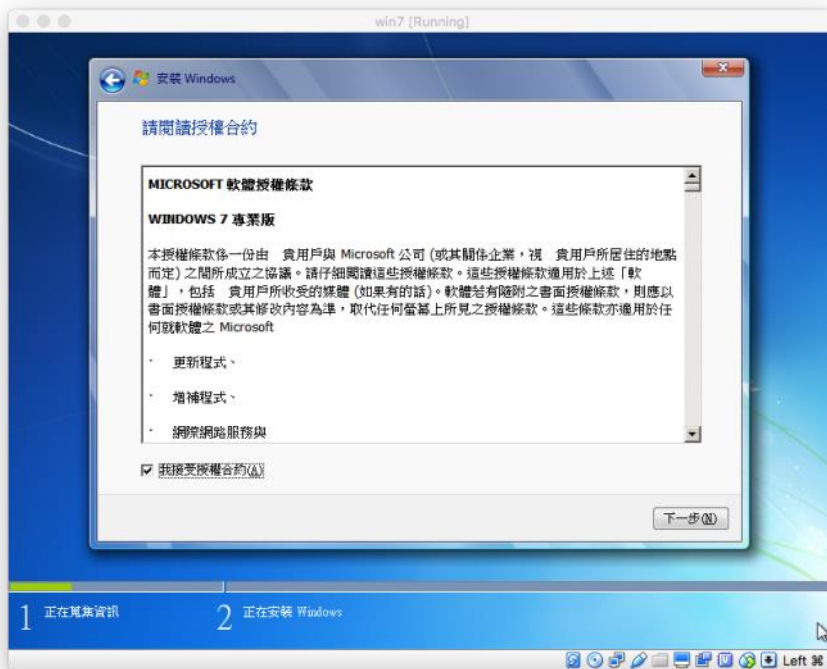 win7 [Running]
安裝 Windows
請閱讀授權合約
MICROSOFT 軟體授權條款
WINDOWS 7 專業版
本授權條款係一份由　貴用戶與 Microsoft 公司 (或其關係企業，視　貴用戶所居住的地點
而定) 之間所成立之協議。請仔細閱讀這些授權條款。這些授權條款適用於上述「軟
體」，包括　貴用戶所收受的媒體 (如果有的話)。軟體若有隨附之書面授權條款，則應以
書面授權條款或其修改內容為準，取代任何螢幕上所見之授權條款。這些條款亦適用於任
何就軟體之 Microsoft
· 更新程式、
· 增補程式、
· 網際網路服務與
我接受授權合約(A)
下一步(N)
1 正在蒐集資訊
2 正在安裝 Windows
Left ⌘